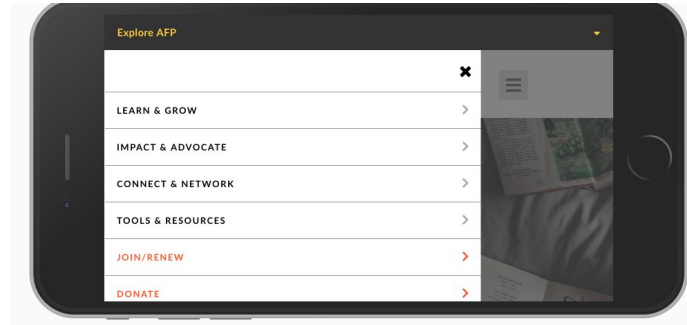 Explore AFP
LEARN & GROW
IMPACT & ADVOCATE
CONNECT & NETWORK
TOOLS & RESOURCES
JOIN/RENEW
DONATE